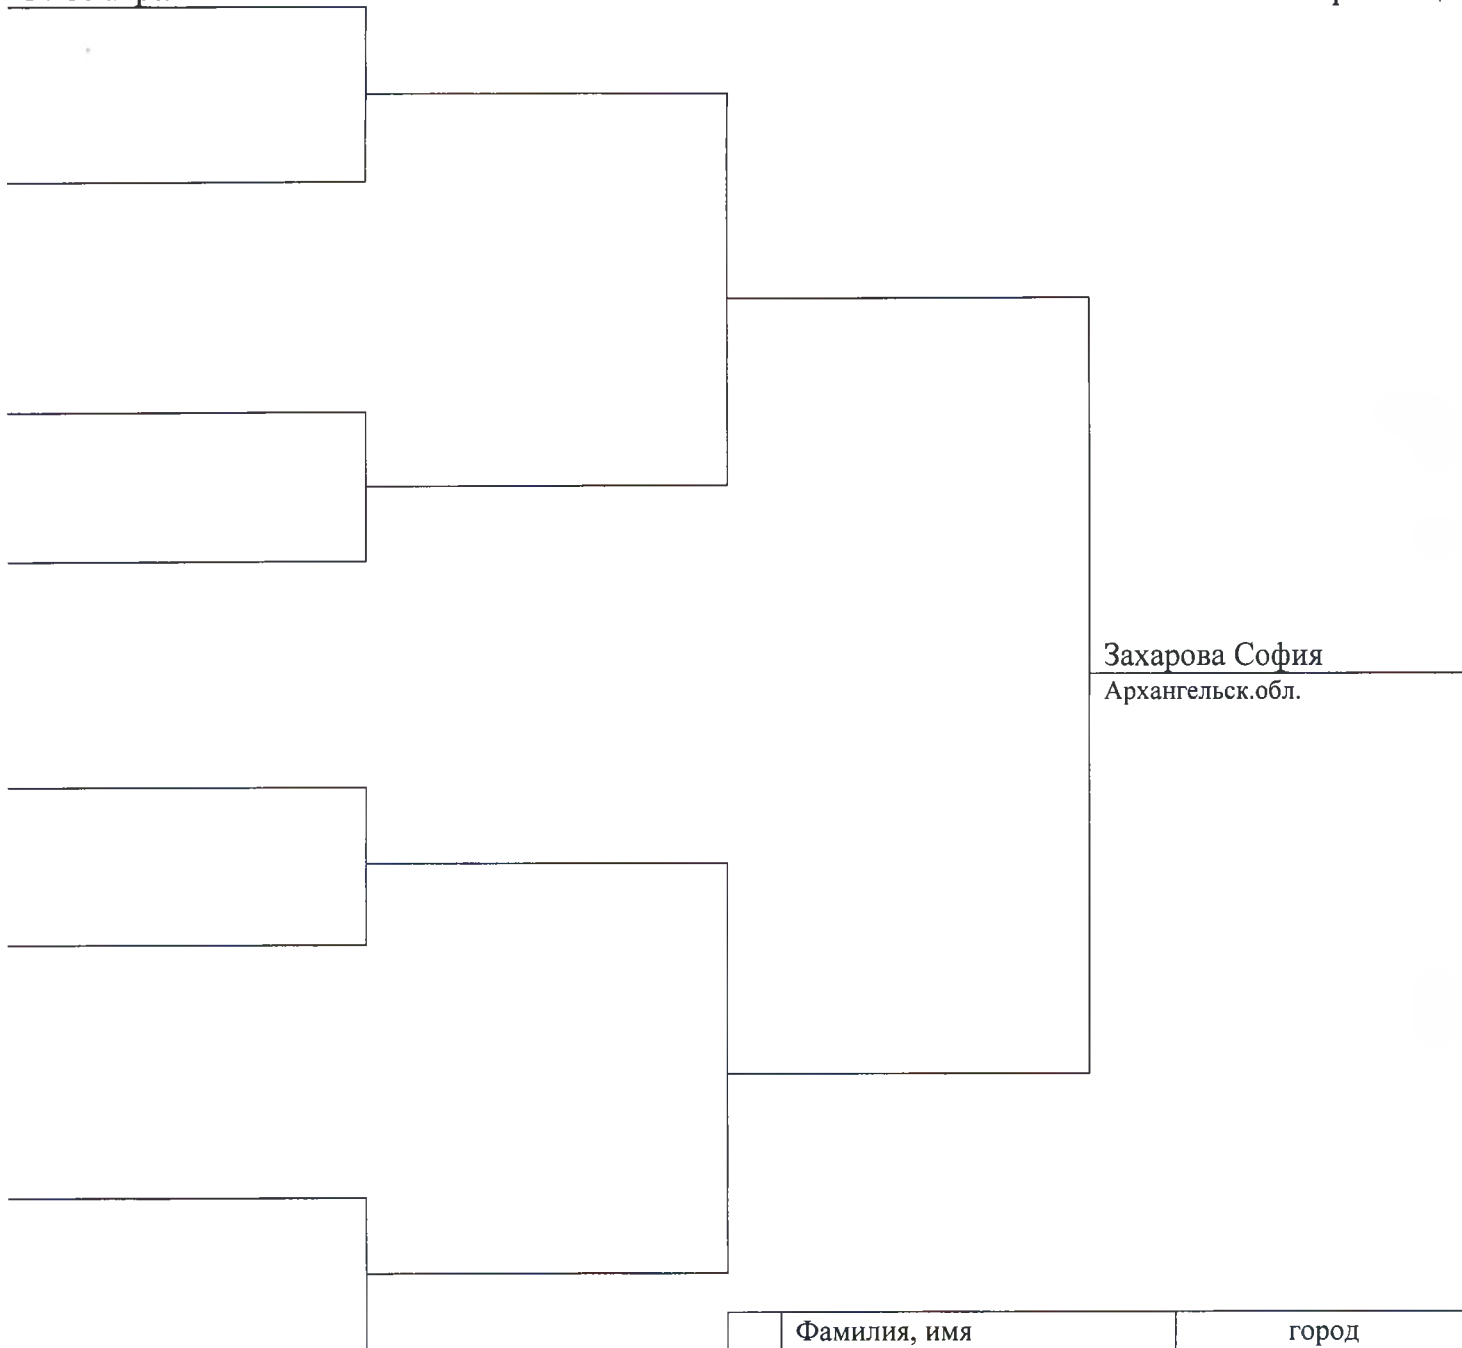 Захарова София
Архангельск.обл.
Фамилия, имя город